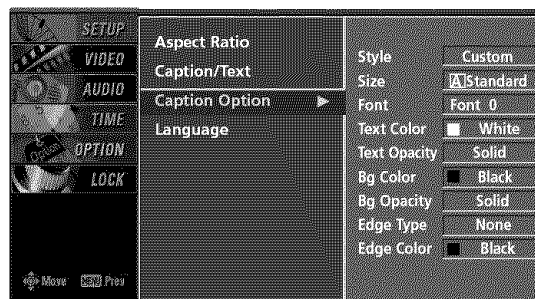 SETUP
VIDEO
AUDIO
TIME
OPTION
Option
LOCK
Move MENU Prev
Aspect Ratio
Caption/Text
Caption Option
Language
Style Custom
Size A Standard
Font Font 0
Text Color White
Text Opacity Solid
Bg Color Black
Bg Opacity Solid
Edge Type None
Edge Color Black